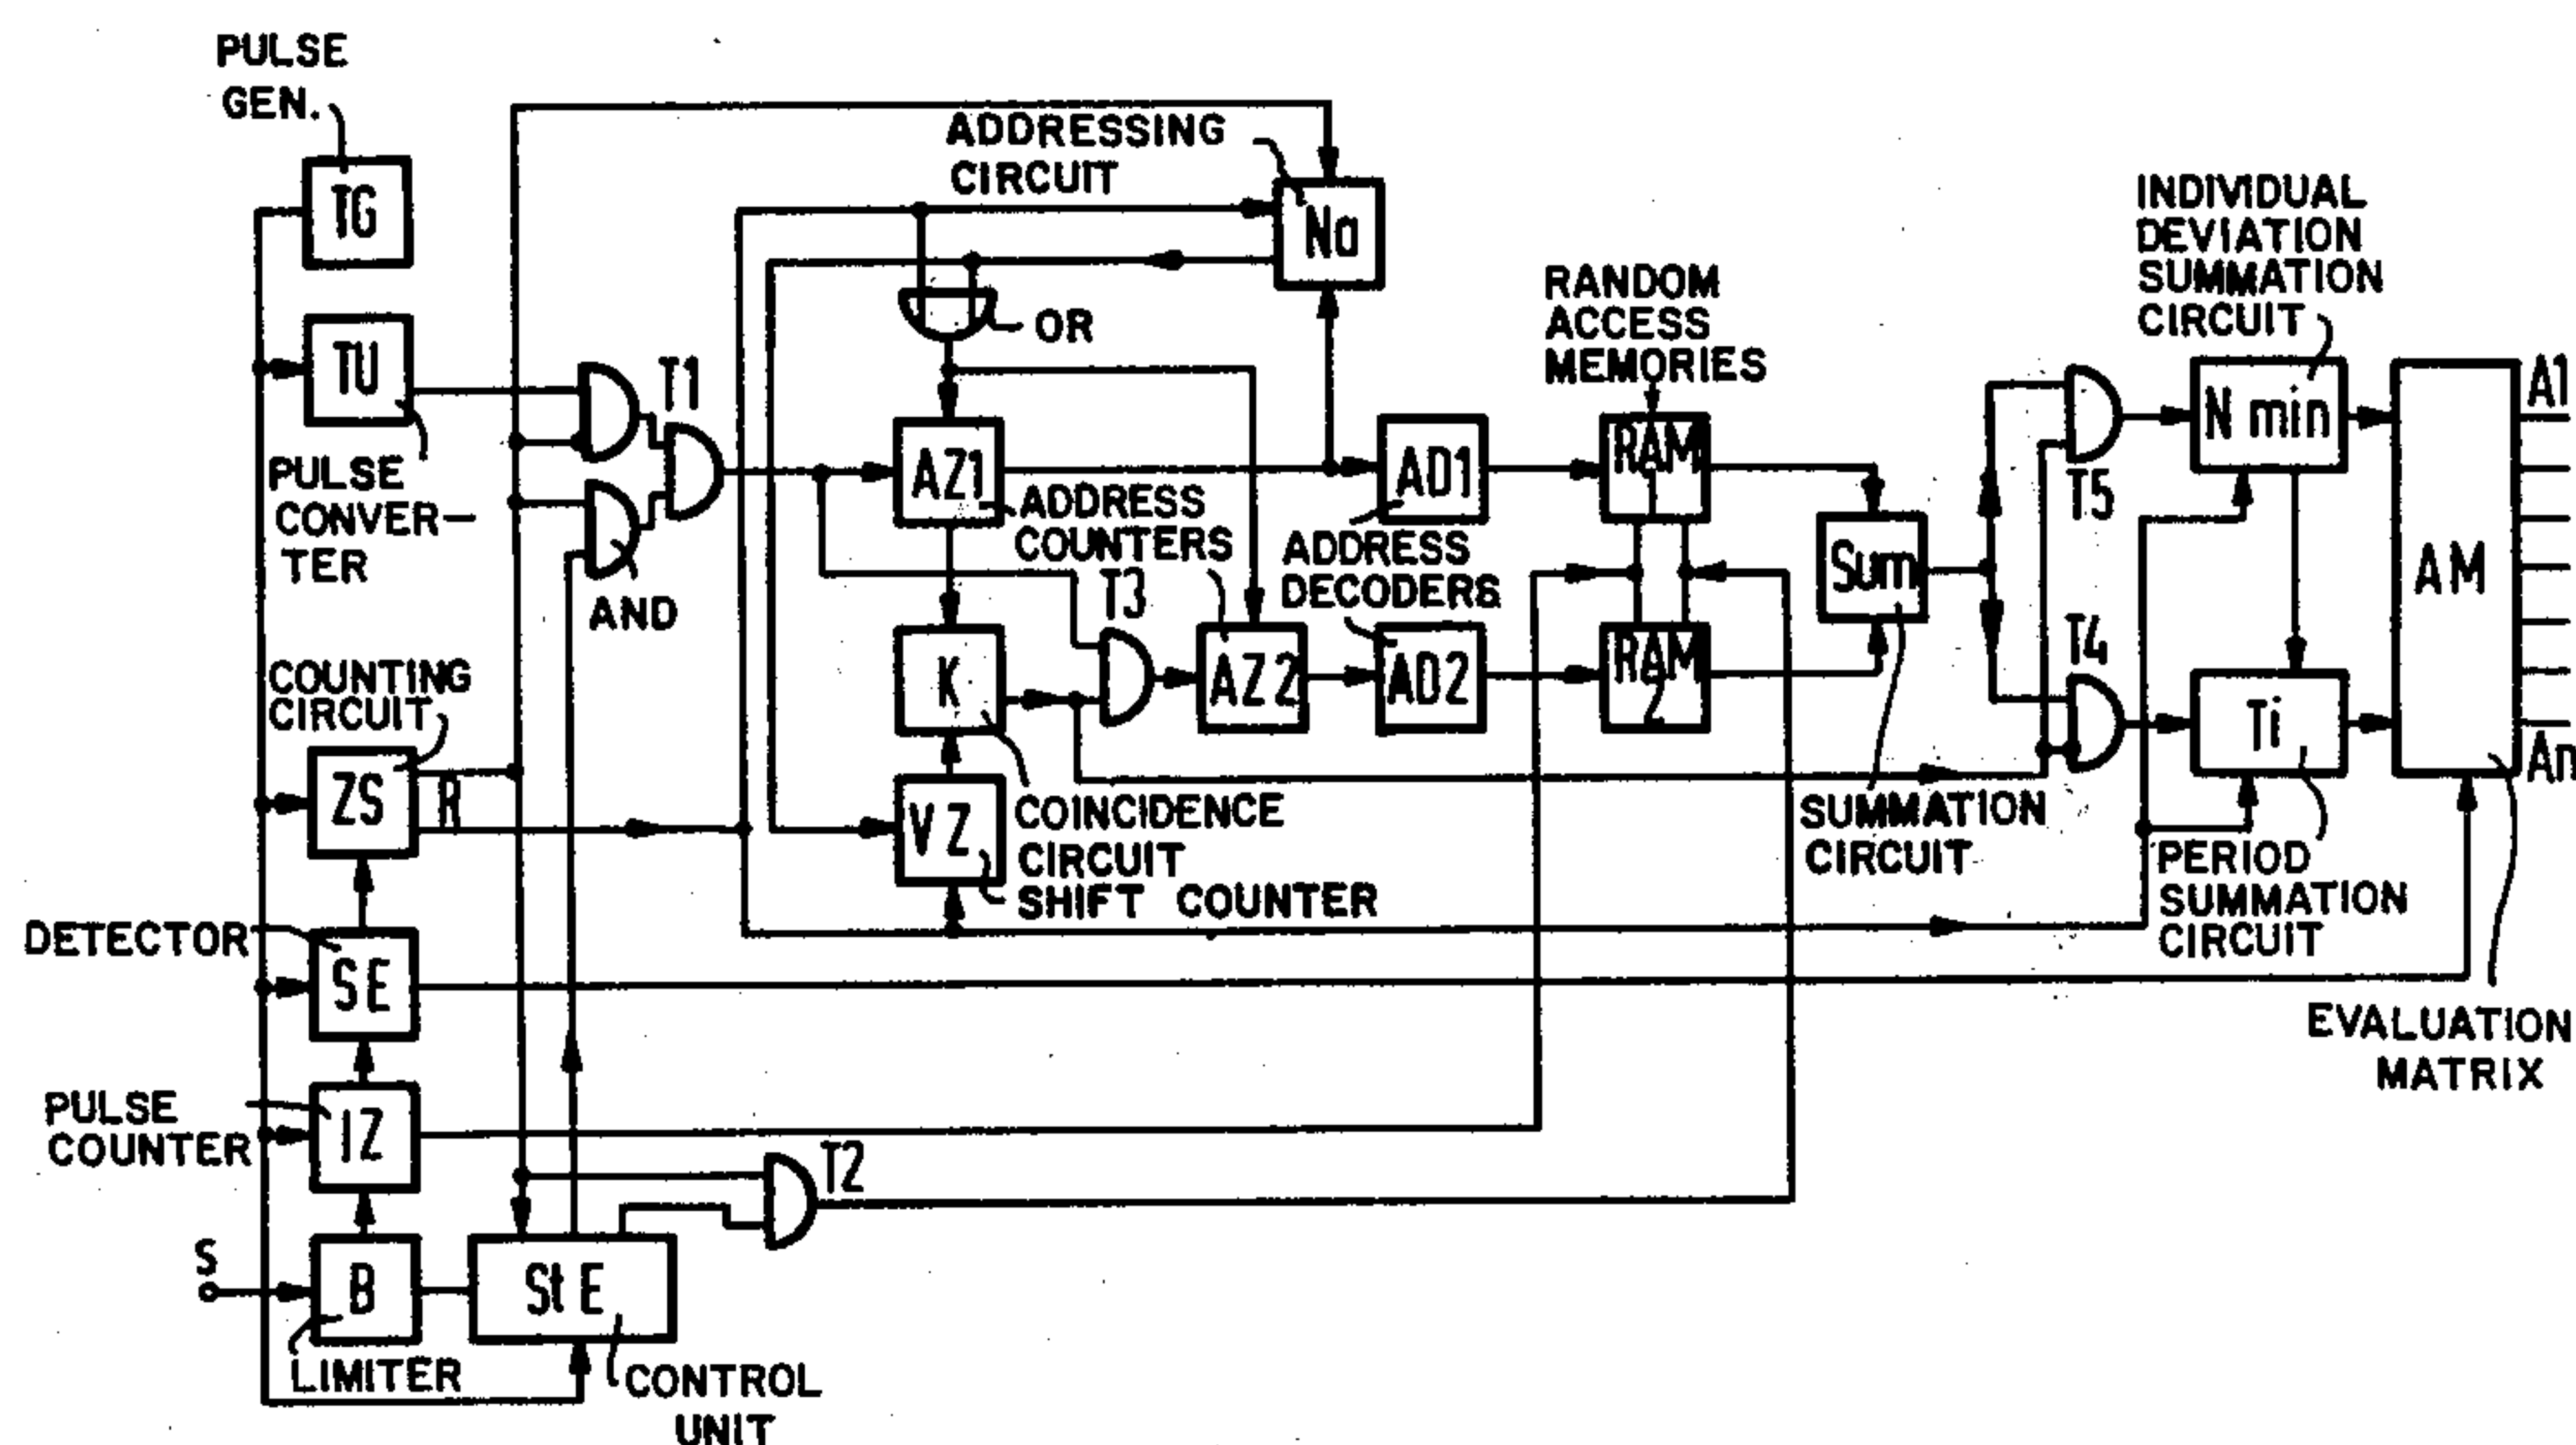 PULSE
GEN.
TG
TU
PULSE
CONVER-
TER
T1
AND
ADDRESSING
CIRCUIT
Na
OR
AZ1
ADDRESS
COUNTERS
T3
K
AZ2
VZ
COINCIDENCE
CIRCUIT
SHIFT COUNTER
AD1
ADDRESS
DECODERS
AD2
RANDOM
ACCESS
MEMORIES
RAM
1
RAM
2
Sum
SUMMATION
CIRCUIT
INDIVIDUAL
DEVIATION
SUMMATION
CIRCUIT
T5
N min
T4
Ti
PERIOD
SUMMATION
CIRCUIT
AM
A1
An
EVALUATION
MATRIX
COUNTING
CIRCUIT
ZS
R
DETECTOR
SE
PULSE
COUNTER
IZ
T2
S
B
StE
LIMITER
CONTROL
UNIT